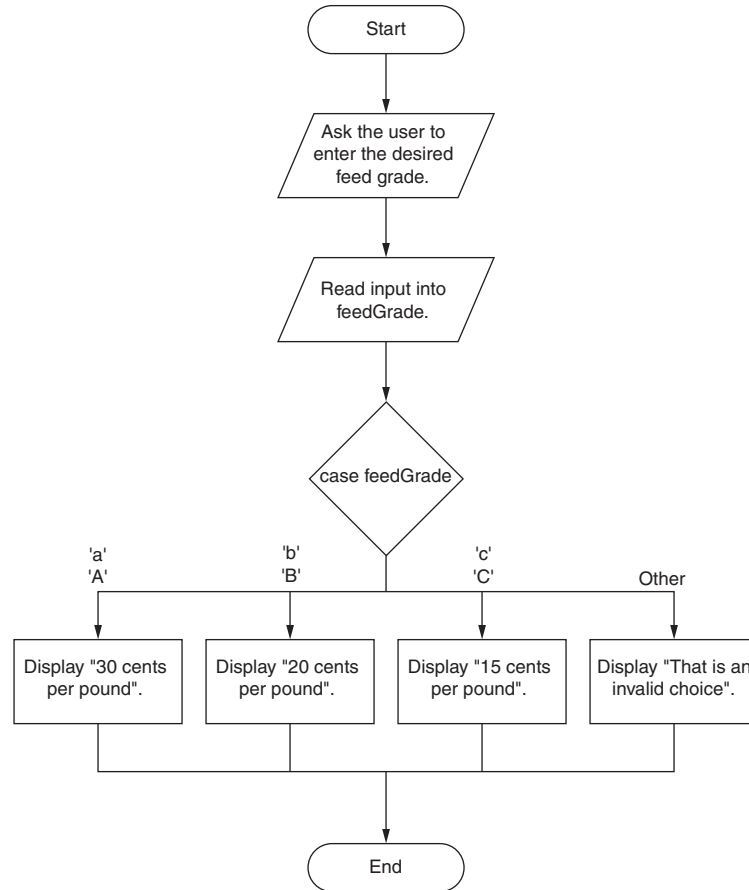 Start
Ask the user to
enter the desired
feed grade.
Read input into
feedGrade.
case feedGrade
'a'
'A'
'b'
'B'
'c'
'C'
Other
Display "30 cents
per pound".
Display "20 cents
per pound".
Display "15 cents
per pound".
Display "That is an
invalid choice".
End